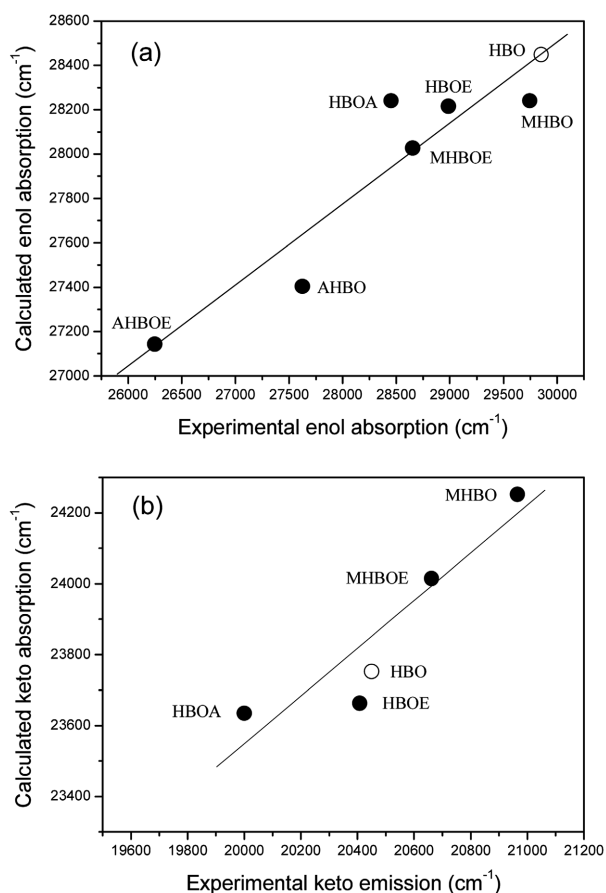 (a)
Calculated enol absorption (cm⁻¹)
28600
28400
28200
28000
27800
27600
27400
27200
27000
HBO
HBOA
HBOE
MHBO
MHBOE
AHBO
AHBOE
26000 26500 27000 27500 28000 28500 29000 29500 30000
Experimental enol absorption (cm⁻¹)
(b)
Calculated keto absorption (cm⁻¹)
24200
24000
23800
23600
23400
MHBO
MHBOE
HBO
HBOA
HBOE
19600 19800 20000 20200 20400 20600 20800 21000 21200
Experimental keto emission (cm⁻¹)